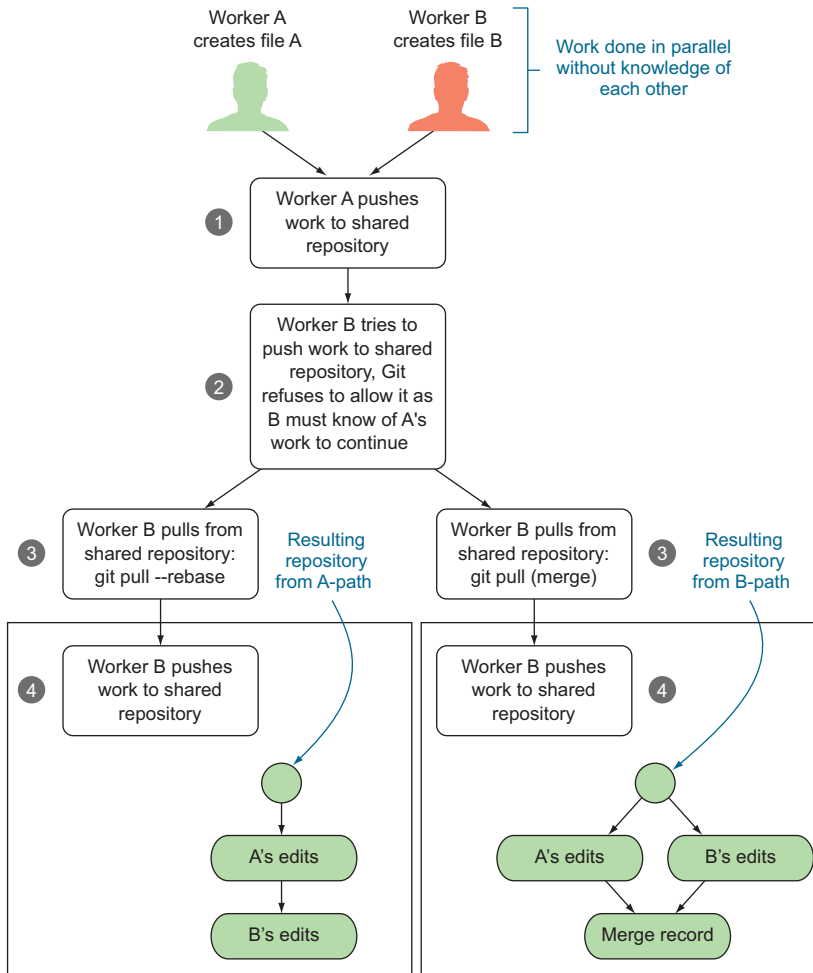 Worker A
creates file A
Worker B
creates file B
Work done in parallel
without knowledge of
each other
1
Worker A pushes
work to shared
repository
2
Worker B tries to
push work to shared
repository, Git
refuses to allow it as
B must know of A's
work to continue
3
Worker B pulls from
shared repository:
git pull --rebase
Resulting
repository
from A-path
Worker B pulls from
shared repository:
git pull (merge)
3
Resulting
repository
from B-path
4
Worker B pushes
work to shared
repository
A's edits
B's edits
Worker B pushes
work to shared
repository
4
A's edits
B's edits
Merge record